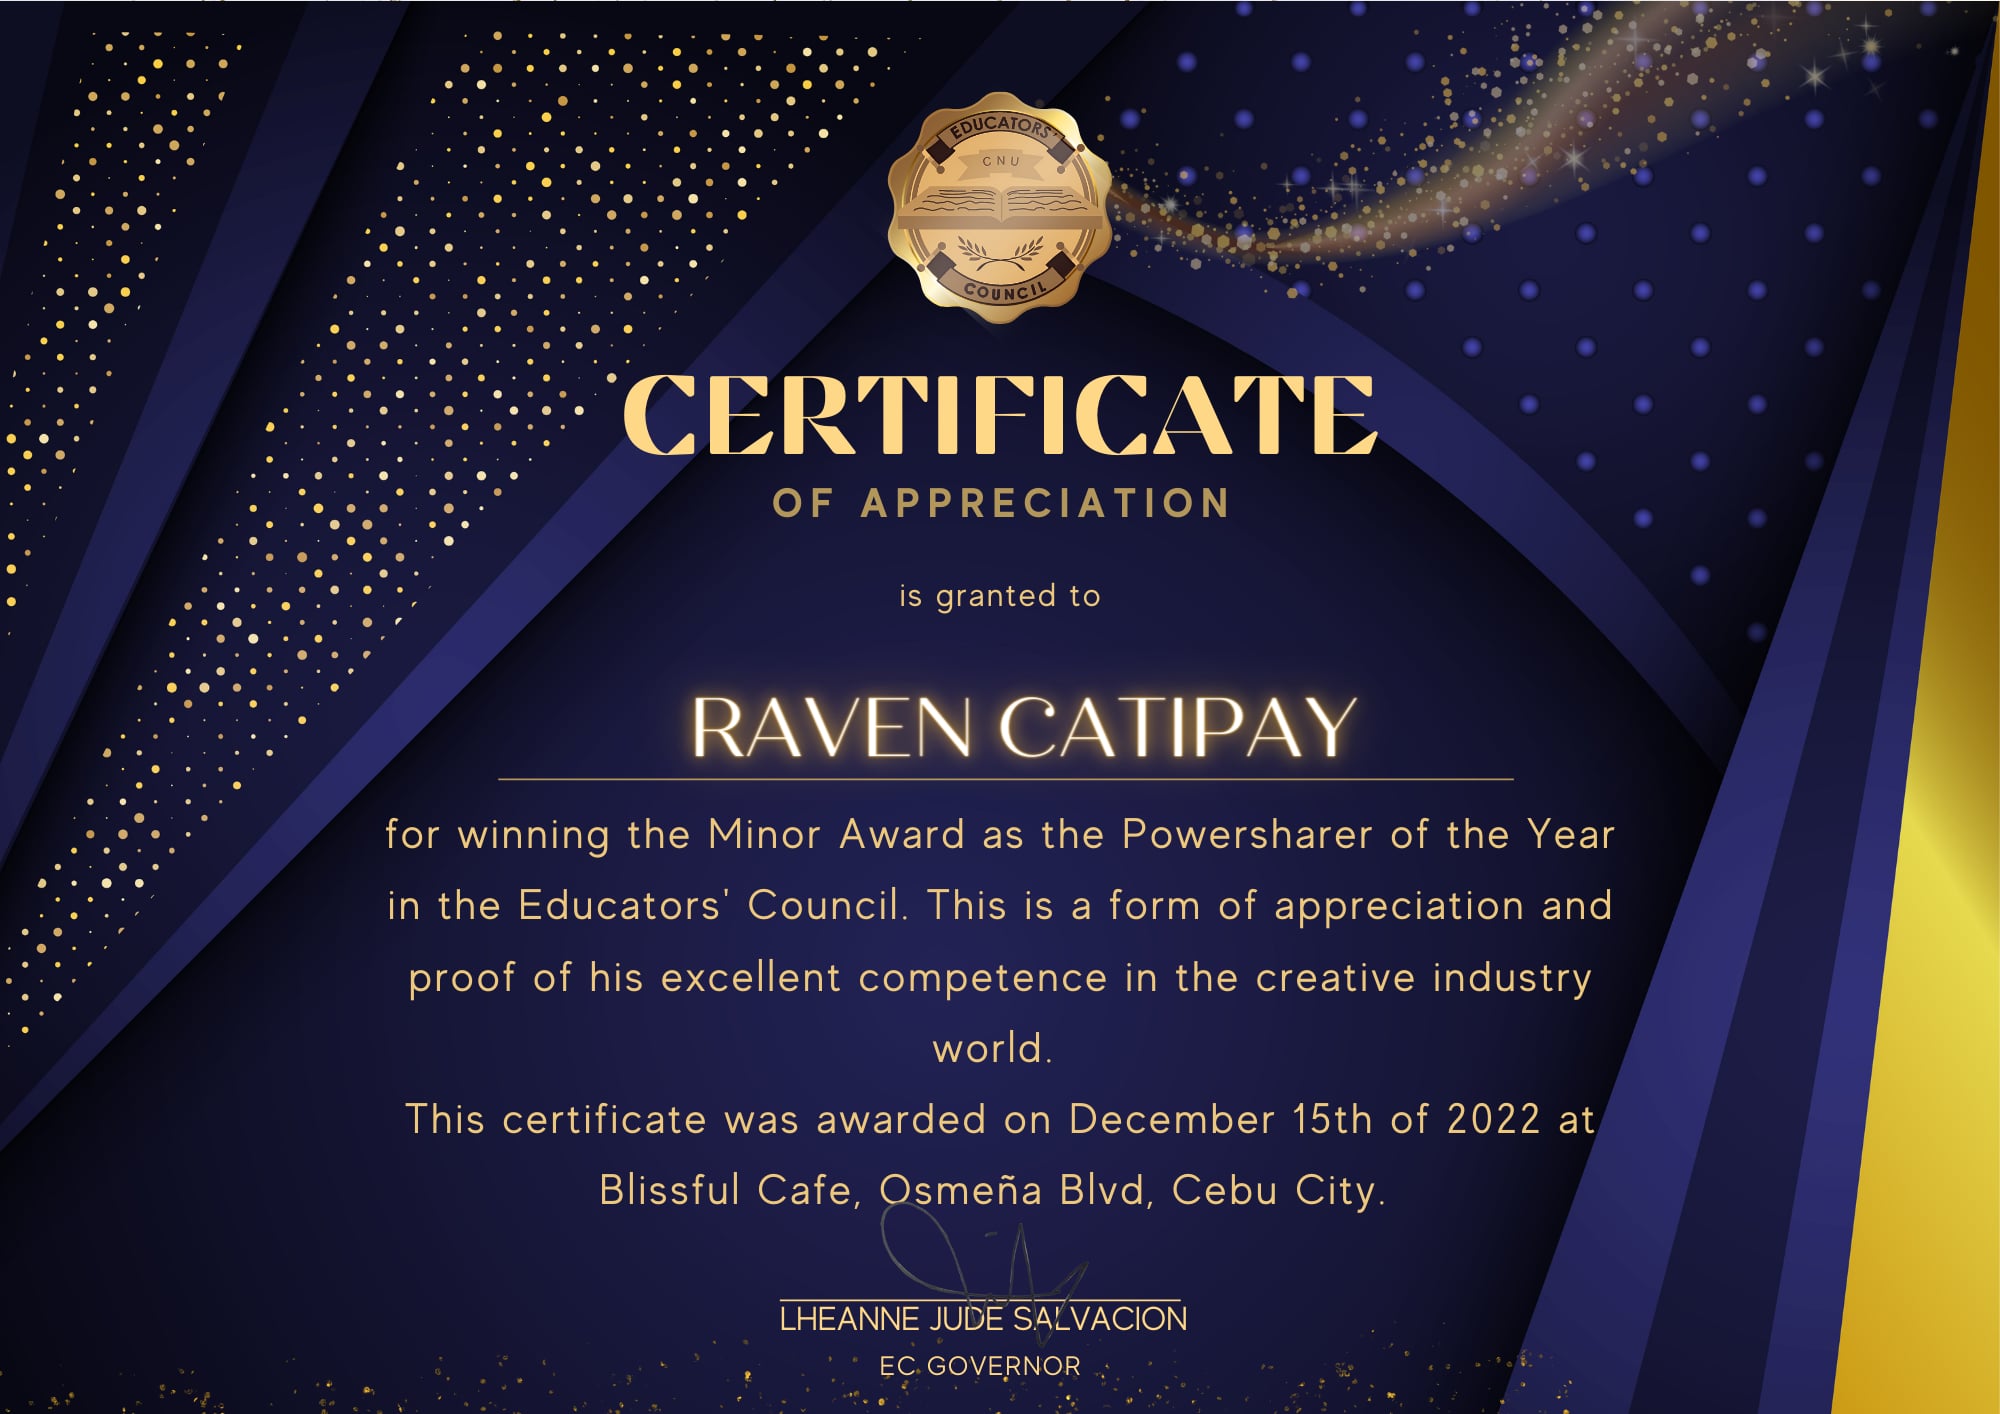 EDUCATORS'
CNU
COUNCIL
CERTIFICATE
OF APPRECIATION
is granted to
RAVEN CATIPAY
for winning the Minor Award as the Powersharer of the Year
in the Educators' Council. This is a form of appreciation and
proof of his excellent competence in the creative industry
world.
This certificate was awarded on December 15th of 2022 at
Blissful Cafe, Osmeña Blvd, Cebu City.
LHEANNE JUDE SALVACION
EC GOVERNOR